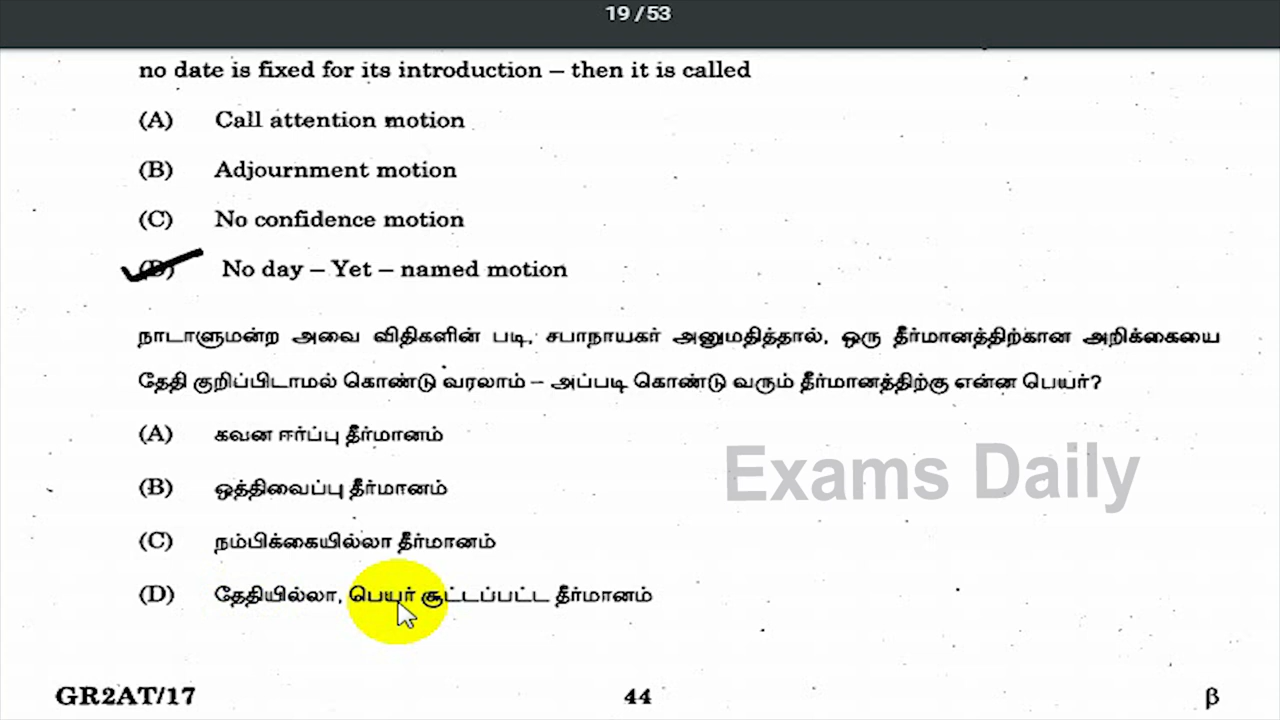 19 / 53
no date is fixed for its introduction – then it is called
(A) Call attention motion
(B) Adjournment motion
(C) No confidence motion
(D) No day – Yet – named motion
நாடாளுமன்ற அவை விதிகளின் படி, சபாநாயகர் அனுமதித்தால், ஒரு தீர்மானத்திற்கான அறிக்கையை
தேதி குறிப்பிடாமல் கொண்டு வரலாம் – அப்படி கொண்டு வரும் தீர்மானத்திற்கு என்ன பெயர்?
(A) கவன ஈர்ப்பு தீர்மானம்
(B) ஒத்திவைப்பு தீர்மானம்
Exams Daily
(C) நம்பிக்கையில்லா தீர்மானம்
(D) தேதியில்லா, பெயர் சூட்டப்பட்ட தீர்மானம்
GR2AT/17 44 β